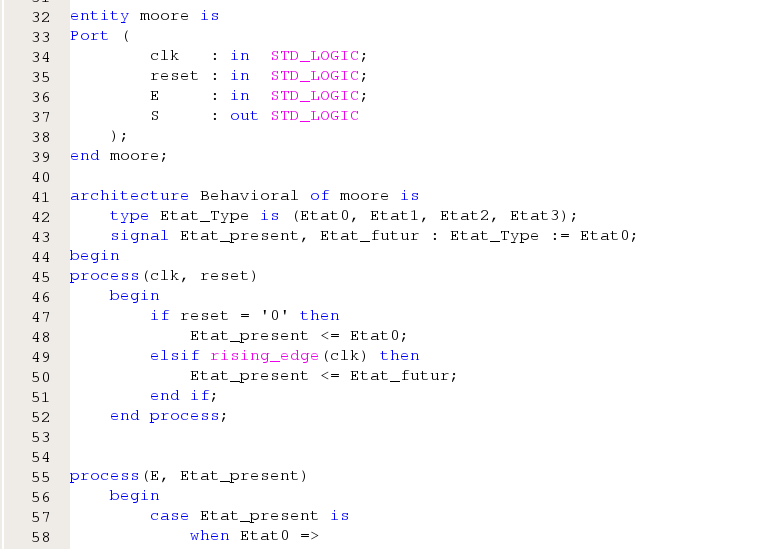 32 entity moore is
33 Port (
34         clk   : in  STD_LOGIC;
35         reset : in  STD_LOGIC;
36         E     : in  STD_LOGIC;
37         S     : out STD_LOGIC
38     );
39 end moore;
40
41 architecture Behavioral of moore is
42     type Etat_Type is (Etat0, Etat1, Etat2, Etat3);
43     signal Etat_present, Etat_futur : Etat_Type := Etat0;
44 begin
45 process(clk, reset)
46     begin
47         if reset = '0' then
48             Etat_present <= Etat0;
49         elsif rising_edge(clk) then
50             Etat_present <= Etat_futur;
51         end if;
52     end process;
53
54
55 process(E, Etat_present)
56     begin
57         case Etat_present is
58             when Etat0 =>